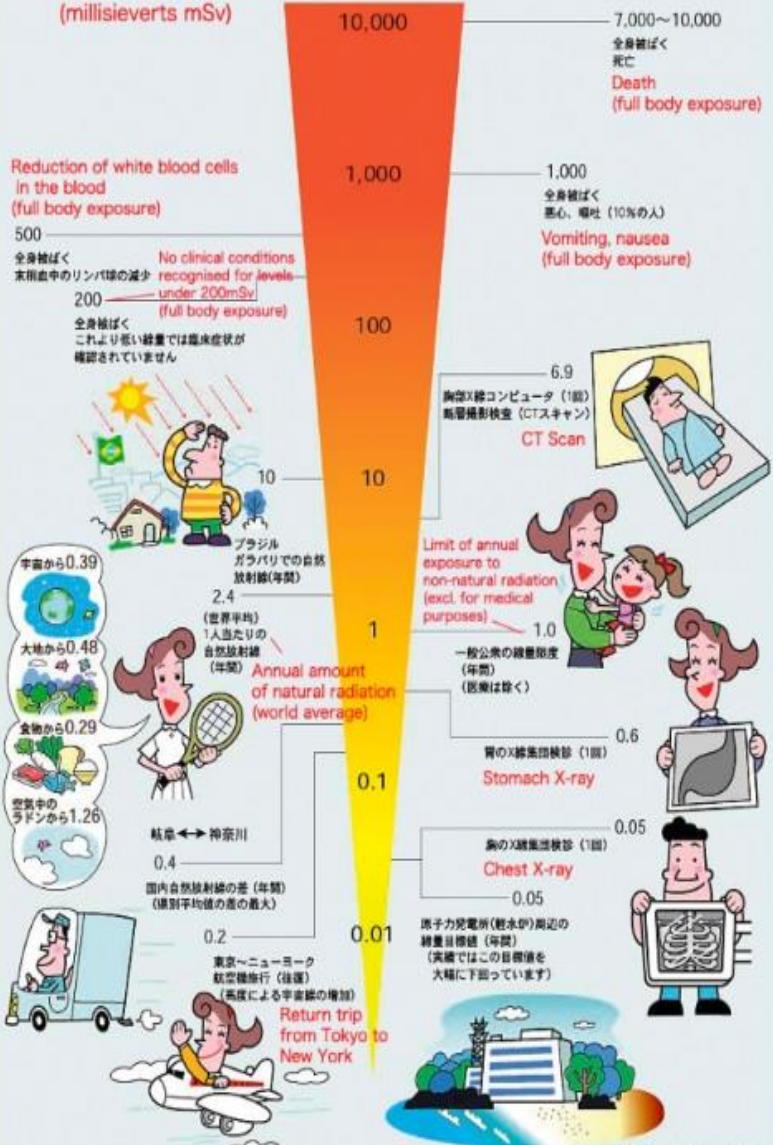 (millisieverts mSv)
10,000
7,000～10,000
全身被ばく
死亡
Death
(full body exposure)
Reduction of white blood cells
in the blood
(full body exposure)
500
全身被ばく
末梢血中のリンパ球の減少
1,000
1,000
全身被ばく
悪心、嘔吐（10%の人）
Vomiting, nausea
(full body exposure)
No clinical conditions
recognised for levels
under 200mSv
(full body exposure)
200
全身被ばく
これより低い線量では臨床症状が
確認されていません
100
6.9
胸部X線コンピュータ（1回）
断層撮影検査（CTスキャン）
CT Scan
10
ブラジル
ガラパリでの自然
放射線(年間)
10
Limit of annual
exposure to
non-natural radiation
(excl. for medical
purposes)
1.0
一般公衆の線量限度
（年間）
（医療は除く）
宇宙から0.39
大地から0.48
食物から0.29
空気中の
ラドンから1.26
2.4
（世界平均）
1人当たりの
自然放射線
（年間）
Annual amount
of natural radiation
(world average)
1
0.6
胃のX線集団検診（1回）
Stomach X-ray
0.1
岐阜↔神奈川
0.4
国内自然放射線の差（年間）
（県別平均値の差の最大）
0.05
胸のX線集団検診（1回）
Chest X-ray
0.05
原子力発電所(軽水炉)周辺の
線量目標値（年間）
（実績ではこの目標値を
大幅に下回っています）
0.01
0.2
東京～ニューヨーク
航空機旅行（往復）
（高度による宇宙線の増加）
Return trip
from Tokyo to
New York